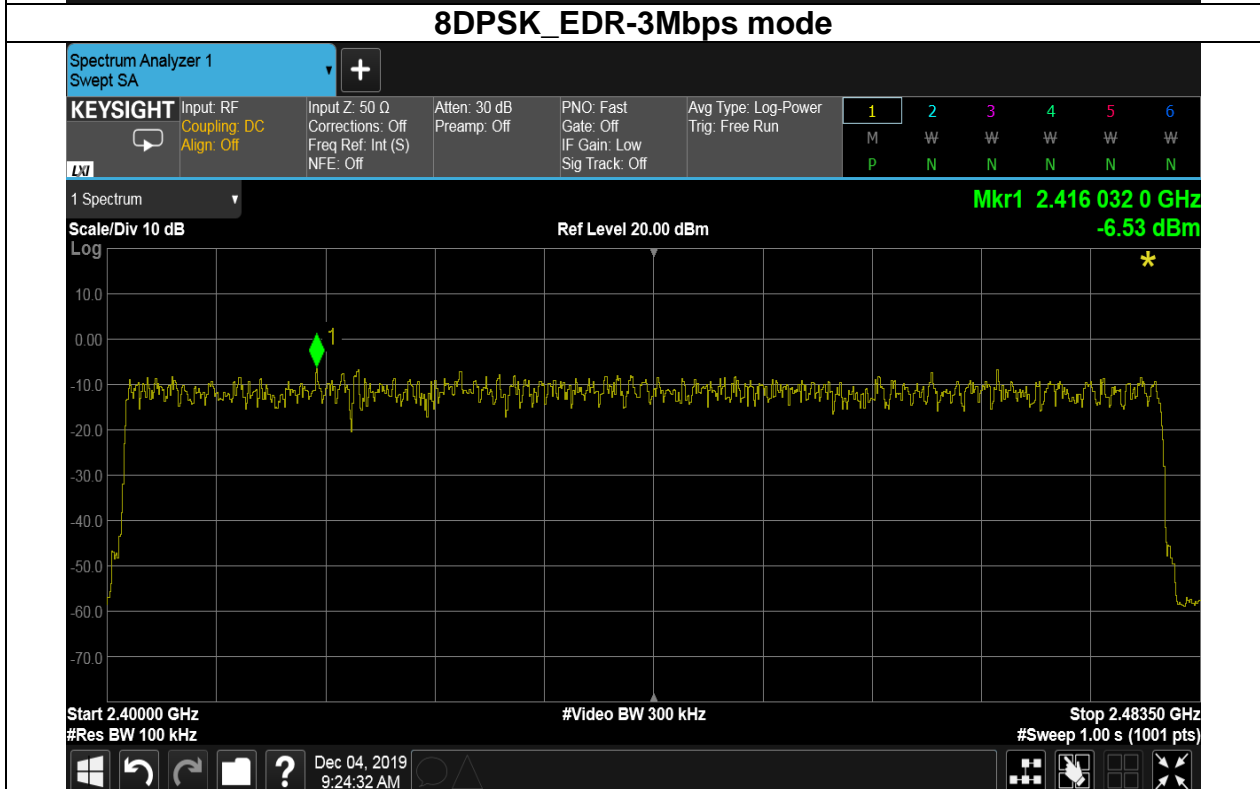 8DPSK_EDR-3Mbps mode
Spectrum Analyzer 1
Swept SA
+
KEYSIGHT
LXI
Input: RF
Coupling: DC
Align: Off
Input Z: 50 Ω
Corrections: Off
Freq Ref: Int (S)
NFE: Off
Atten: 30 dB
Preamp: Off
PNO: Fast
Gate: Off
IF Gain: Low
Sig Track: Off
Avg Type: Log-Power
Trig: Free Run
1 2 3 4 5 6
M W W W W W
P N N N N N
1 Spectrum
Mkr1 2.416 032 0 GHz
-6.53 dBm
Scale/Div 10 dB
Ref Level 20.00 dBm
Log
*
10.0
0.00
1
-10.0
-20.0
-30.0
-40.0
-50.0
-60.0
-70.0
Start 2.40000 GHz
#Video BW 300 kHz
Stop 2.48350 GHz
#Res BW 100 kHz
#Sweep 1.00 s (1001 pts)
?
Dec 04, 2019
9:24:32 AM